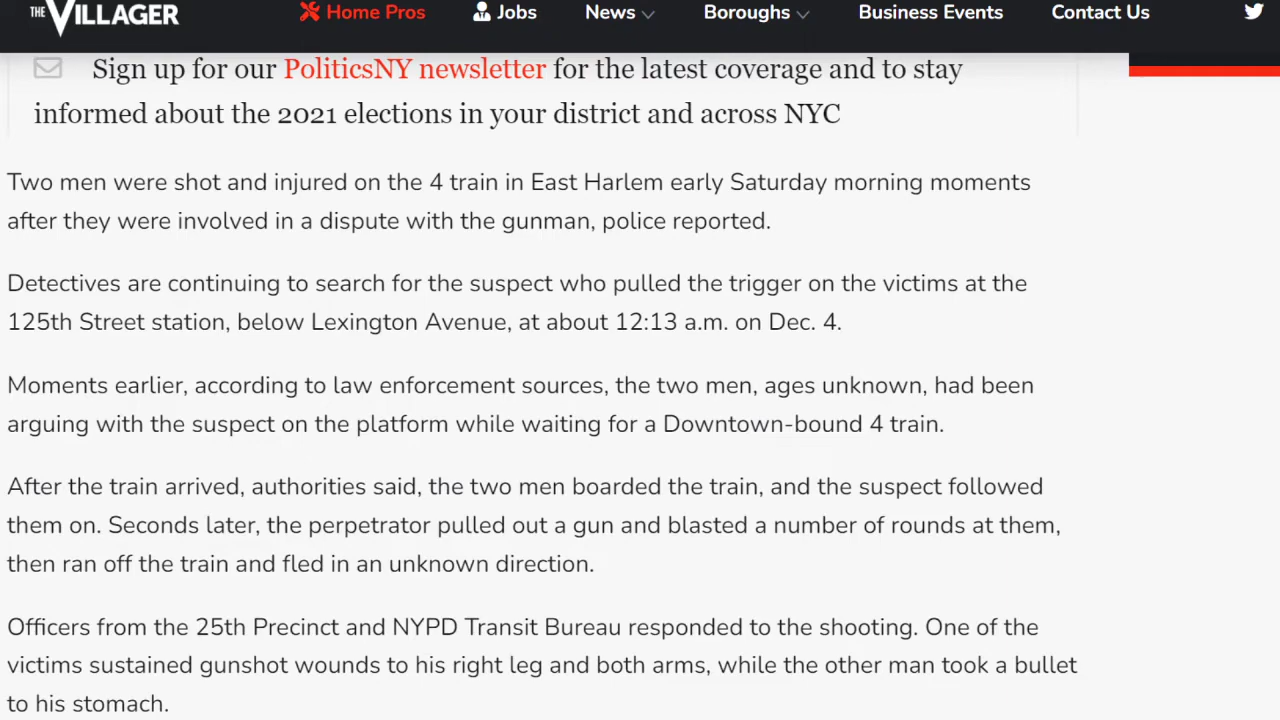 THE VILLAGER Home Pros Jobs News Boroughs Business Events Contact Us
Sign up for our PoliticsNY newsletter for the latest coverage and to stay
informed about the 2021 elections in your district and across NYC
Two men were shot and injured on the 4 train in East Harlem early Saturday morning moments
after they were involved in a dispute with the gunman, police reported.
Detectives are continuing to search for the suspect who pulled the trigger on the victims at the
125th Street station, below Lexington Avenue, at about 12:13 a.m. on Dec. 4.
Moments earlier, according to law enforcement sources, the two men, ages unknown, had been
arguing with the suspect on the platform while waiting for a Downtown-bound 4 train.
After the train arrived, authorities said, the two men boarded the train, and the suspect followed
them on. Seconds later, the perpetrator pulled out a gun and blasted a number of rounds at them,
then ran off the train and fled in an unknown direction.
Officers from the 25th Precinct and NYPD Transit Bureau responded to the shooting. One of the
victims sustained gunshot wounds to his right leg and both arms, while the other man took a bullet
to his stomach.